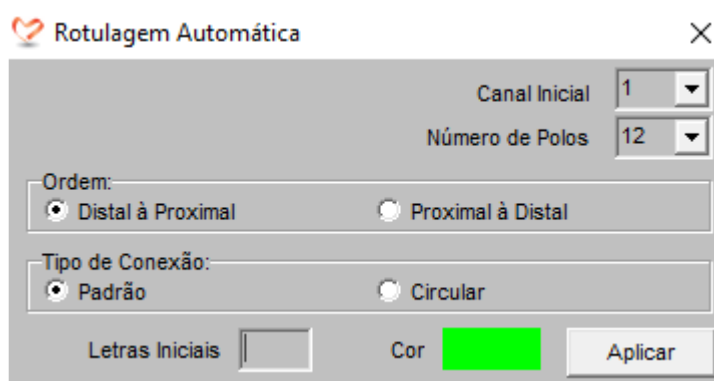 Rotulagem Automática
Canal Inicial 1
Número de Polos 12
Ordem:
Distal à Proximal Proximal à Distal
Tipo de Conexão:
Padrão Circular
Letras Iniciais Cor Aplicar